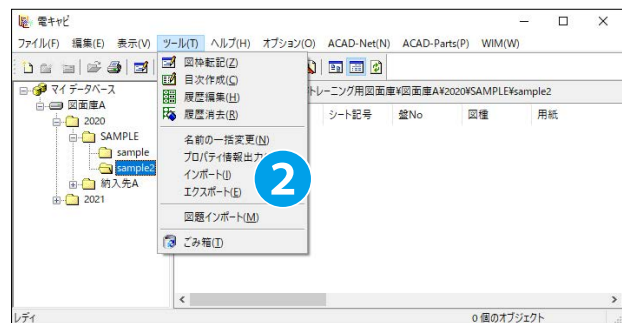 電キャビ
ファイル(F) 編集(E) 表示(V) ツール(T) ヘルプ(H) オプション(O) ACAD-Net(N) ACAD-Parts(P) WIM(W)
図枠転記(Z)
目次作成(C)
履歴編集(H)
履歴消去(R)
名前の一括変更(N)
プロパティ情報出力
インポート(I)
エクスポート(E)
図題インポート(M)
ごみ箱(T)
2
マイ データベース
図面庫A
2020
SAMPLE
sample
sample2
納入先A
2021
トレーニング用図面庫¥図面庫A¥2020¥SAMPLE¥sample2
シート記号 盤No 図種 用紙
レディ
0 個のオブジェクト